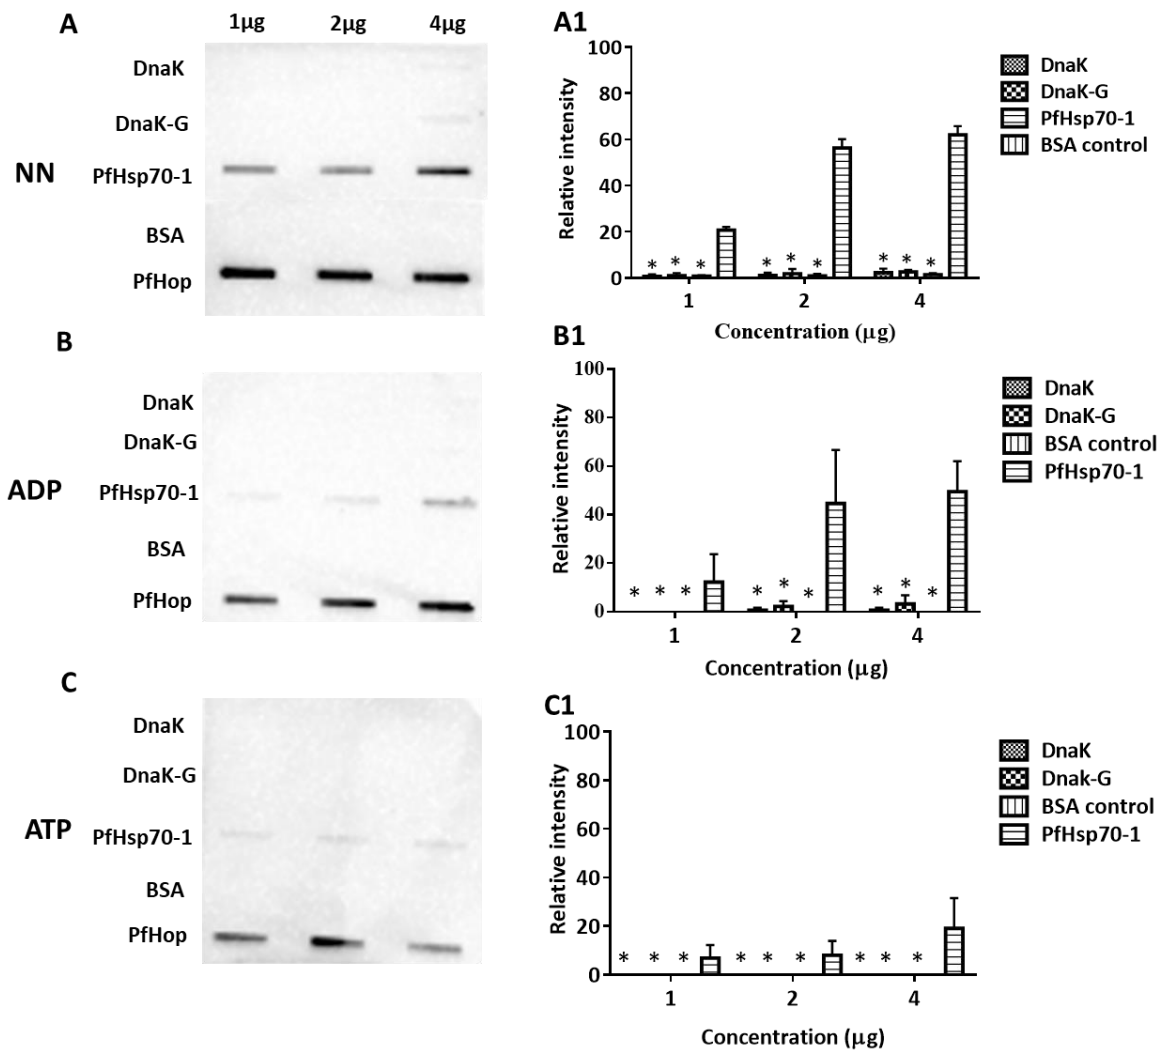 A
1µg 2µg 4µg
NN
DnaK
DnaK-G
PfHsp70-1
BSA
PfHop
A1
Relative intensity
100
80
60
40
20
0
* * * * * * * * *
1 2 4
Concentration (µg)
DnaK
DnaK-G
PfHsp70-1
BSA control
B
ADP
DnaK
DnaK-G
PfHsp70-1
BSA
PfHop
B1
Relative intensity
100
80
60
40
20
0
* * * * * * * * *
1 2 4
Concentration (µg)
DnaK
DnaK-G
BSA control
PfHsp70-1
C
ATP
DnaK
DnaK-G
PfHsp70-1
BSA
PfHop
C1
Relative intensity
100
80
60
40
20
0
* * * * * * * * *
1 2 4
Concentration (µg)
DnaK
Dnak-G
BSA control
PfHsp70-1